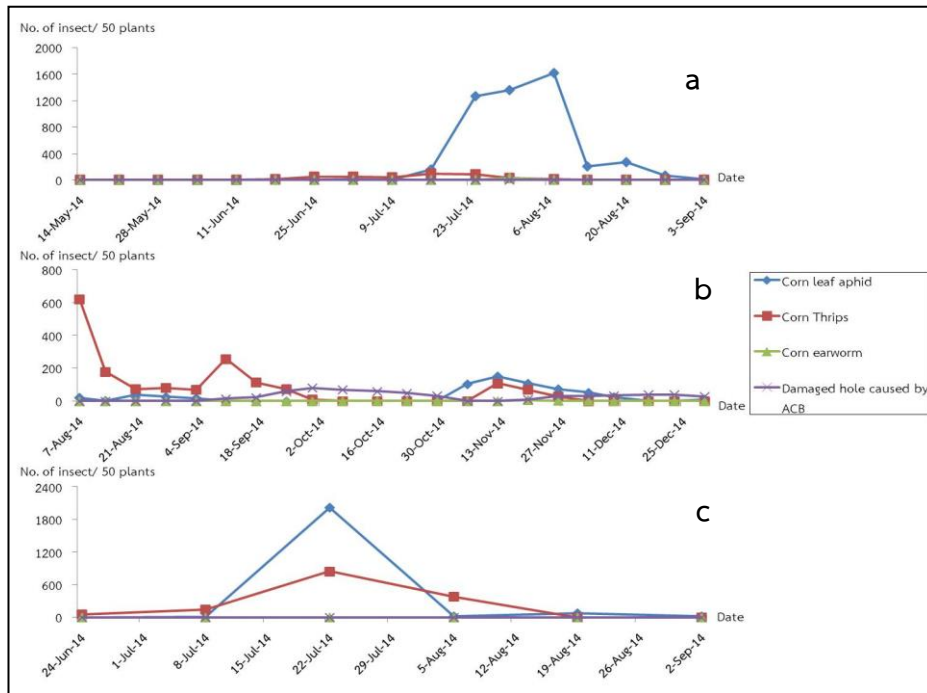 No. of insect/ 50 plants
a
2000
1600
1200
800
400
0
Date
14-May-14 28-May-14 11-Jun-14 25-Jun-14 9-Jul-14 23-Jul-14 6-Aug-14 20-Aug-14 3-Sep-14
No. of insect/ 50 plants
b
800
600
400
200
0
Date
7-Aug-14 21-Aug-14 4-Sep-14 18-Sep-14 2-Oct-14 16-Oct-14 30-Oct-14 13-Nov-14 27-Nov-14 11-Dec-14 25-Dec-14
Corn leaf aphid
Corn Thrips
Corn earworm
Damaged hole caused by
ACB
No. of insect/ 50 plants
c
2400
1800
1200
600
0
Date
24-Jun-14 1-Jul-14 8-Jul-14 15-Jul-14 22-Jul-14 29-Jul-14 5-Aug-14 12-Aug-14 19-Aug-14 26-Aug-14 2-Sep-14